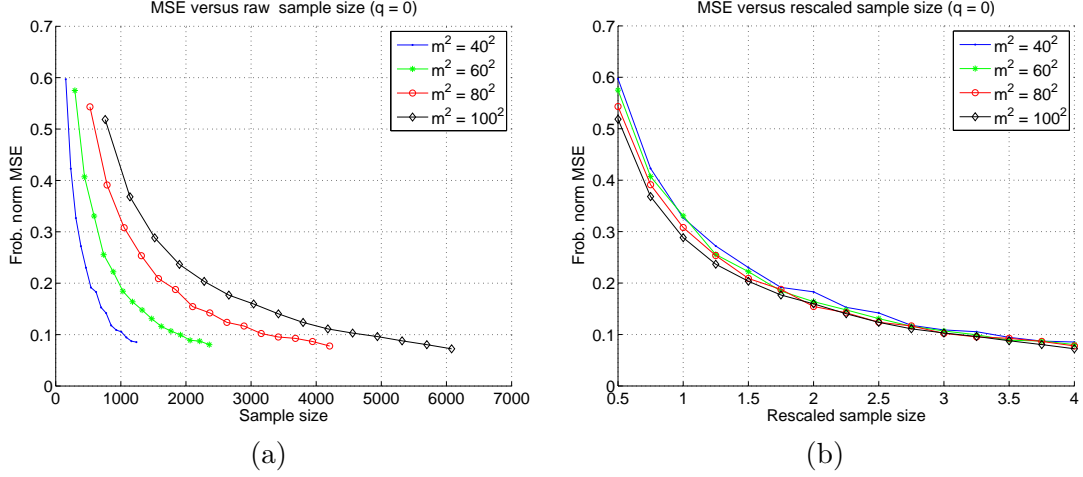 MSE versus raw sample size (q = 0)
Frob. norm MSE
0.7
0.6
0.5
0.4
0.3
0.2
0.1
0
0 1000 2000 3000 4000 5000 6000 7000
Sample size
m² = 40²
m² = 60²
m² = 80²
m² = 100²
(a)
MSE versus rescaled sample size (q = 0)
Frob. norm MSE
0.7
0.6
0.5
0.4
0.3
0.2
0.1
0
0.5 1 1.5 2 2.5 3 3.5 4
Rescaled sample size
m² = 40²
m² = 60²
m² = 80²
m² = 100²
(b)